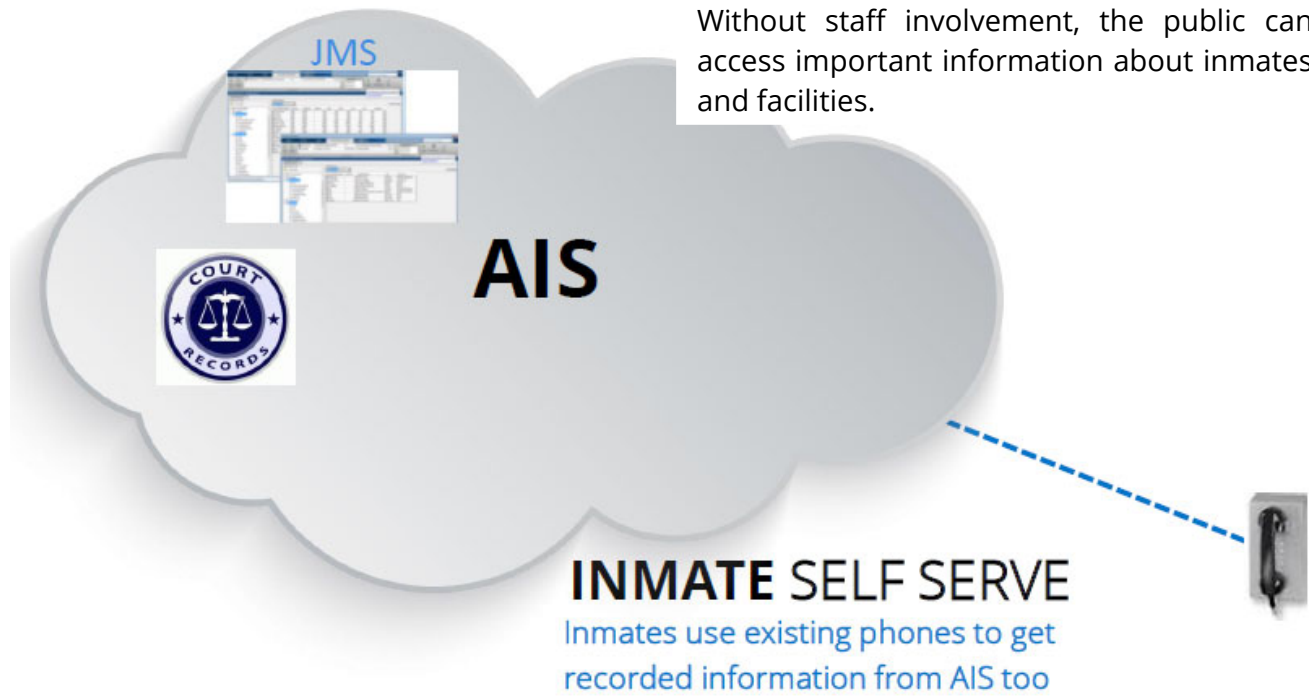 Without staff involvement, the public can
access important information about inmates
and facilities.
JMS
AIS
COURT
RECORDS
INMATE SELF SERVE
Inmates use existing phones to get
recorded information from AIS too